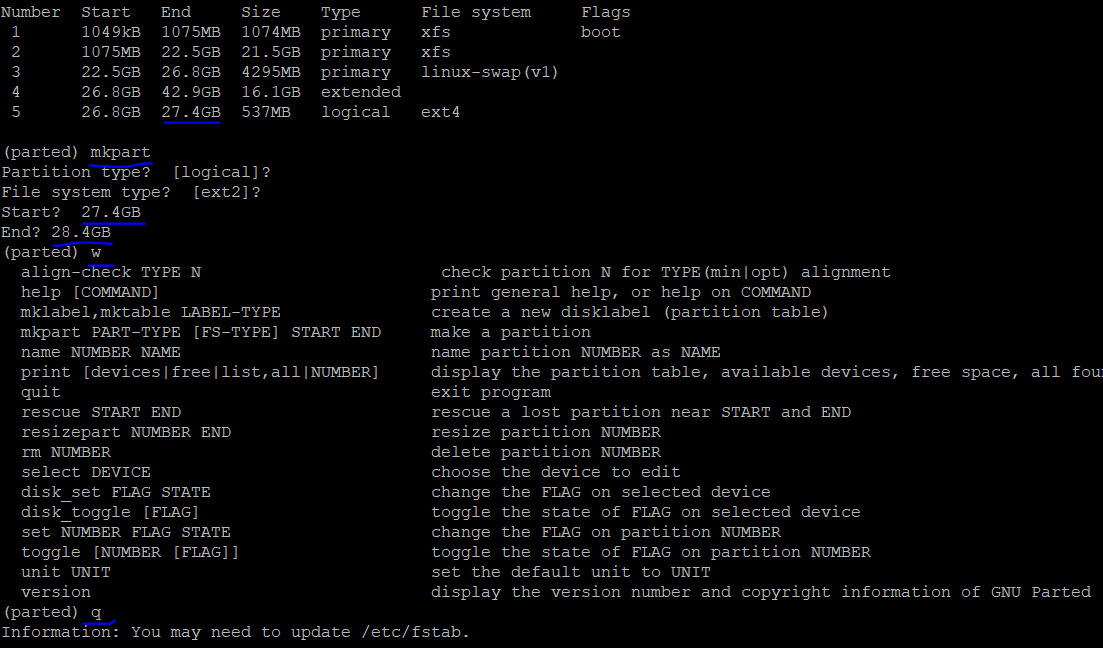 Number  Start   End     Size    Type      File system     Flags
 1      1049kB  1075MB  1074MB  primary   xfs             boot
 2      1075MB  22.5GB  21.5GB  primary   xfs
 3      22.5GB  26.8GB  4295MB  primary   linux-swap(v1)
 4      26.8GB  42.9GB  16.1GB  extended
 5      26.8GB  27.4GB  537MB   logical   ext4
(parted) mkpart
Partition type?  [logical]?
File system type?  [ext2]?
Start?  27.4GB
End? 28.4GB
(parted) w
  align-check TYPE N                        check partition N for TYPE(min|opt) alignment
  help [COMMAND]                           print general help, or help on COMMAND
  mklabel,mktable LABEL-TYPE               create a new disklabel (partition table)
  mkpart PART-TYPE [FS-TYPE] START END     make a partition
  name NUMBER NAME                         name partition NUMBER as NAME
  print [devices|free|list,all|NUMBER]     display the partition table, available devices, free space, all fou
  quit                                     exit program
  rescue START END                         rescue a lost partition near START and END
  resizepart NUMBER END                    resize partition NUMBER
  rm NUMBER                                delete partition NUMBER
  select DEVICE                            choose the device to edit
  disk_set FLAG STATE                      change the FLAG on selected device
  disk_toggle [FLAG]                       toggle the state of FLAG on selected device
  set NUMBER FLAG STATE                    change the FLAG on partition NUMBER
  toggle [NUMBER [FLAG]]                   toggle the state of FLAG on partition NUMBER
  unit UNIT                                set the default unit to UNIT
  version                                  display the version number and copyright information of GNU Parted
(parted) q
Information: You may need to update /etc/fstab.